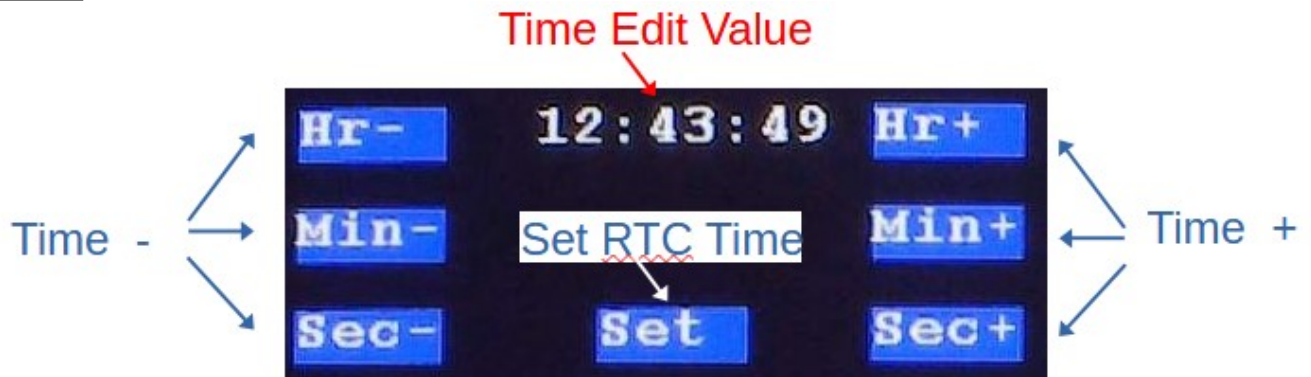 Time Edit Value
Hr- 12:43:49 Hr+
Time - Min- Set RTC Time Min+ Time +
Sec- Set Sec+